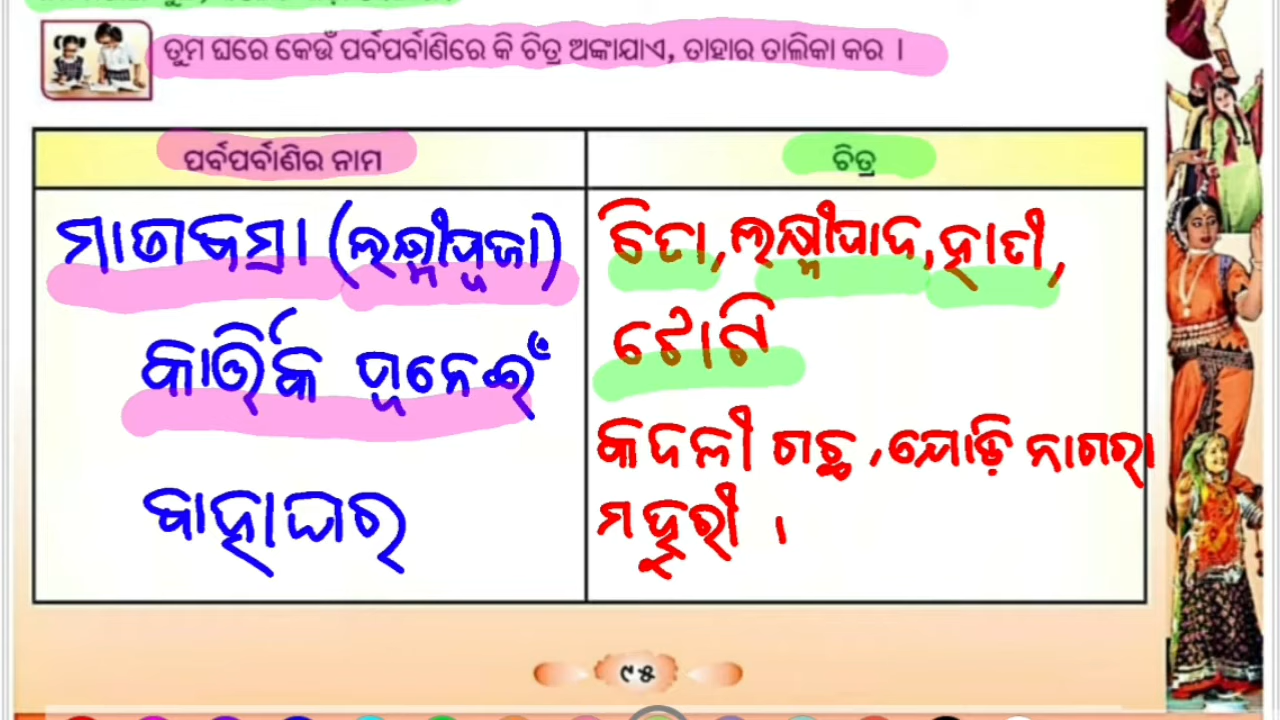 ତୁମ ଘରେ କେଉଁ ପର୍ବପର୍ବାଣିରେ କି ଚିତ୍ର ଅଙ୍କାଯାଏ, ତାହାର ତାଲିକା କର ।
ପର୍ବପର୍ବାଣିର ନାମ
ଚିତ୍ର
ମାଣବସା (ଲକ୍ଷ୍ମୀପୂଜା)
ଚିତା, ଲକ୍ଷ୍ମୀପାଦ, ହାତୀ,
ଟୋଟି
କାର୍ତ୍ତିକ ପୂନେଇଁ
କଦଳୀ ଗଛ, ଯୋଡ଼ି ନାଗରା
ବାହାଘର
ମହୁରୀ ।
୯୫